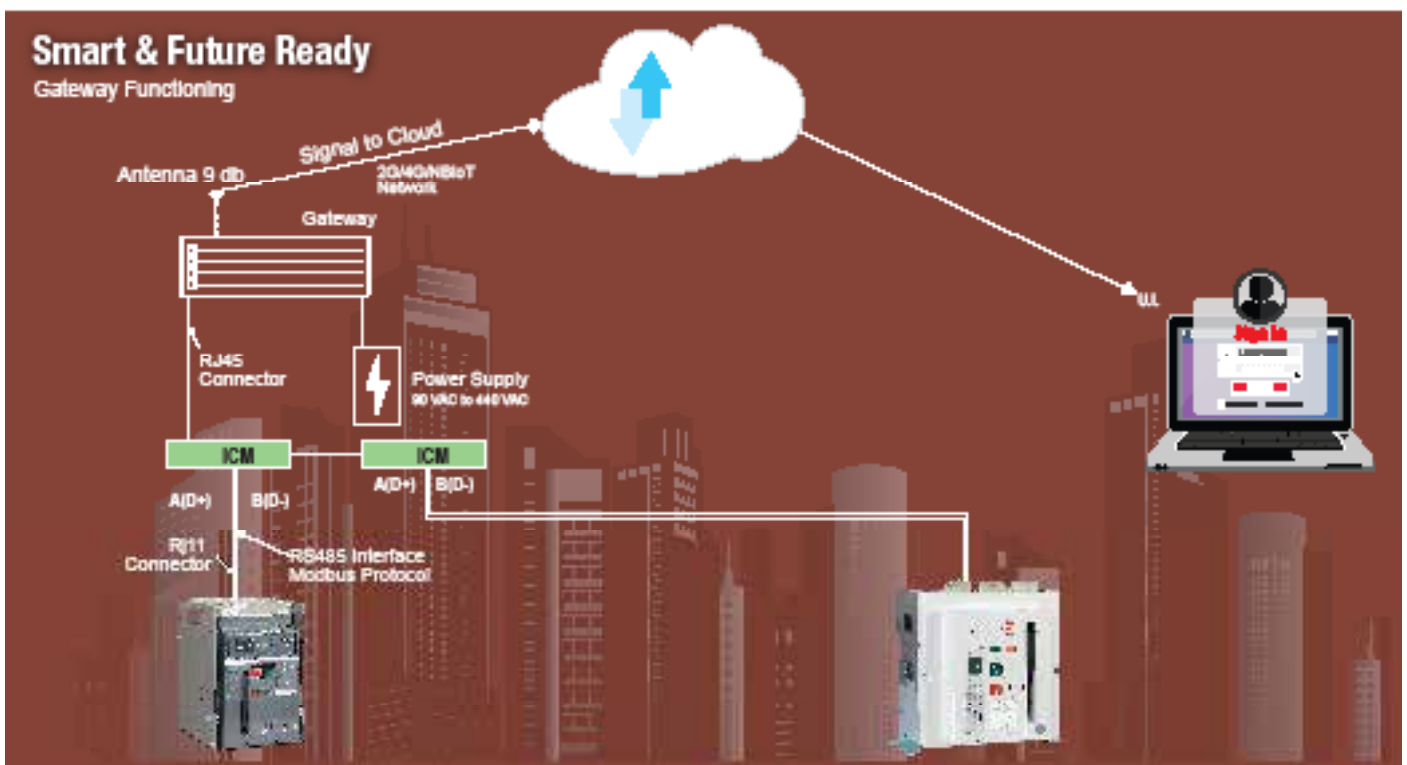 Smart & Future Ready
Gateway Functioning
Signal to Cloud
Antenna 9 db
2G/4G/NBIoT
Network
Gateway
U.I.
Sign in
RJ45
Connector
Power Supply
90 VAC to 440 VAC
ICM
ICM
A(D+)
B(D-)
A(D+)
B(D-)
RJ11
Connector
RS485 Interface
Modbus Protocol